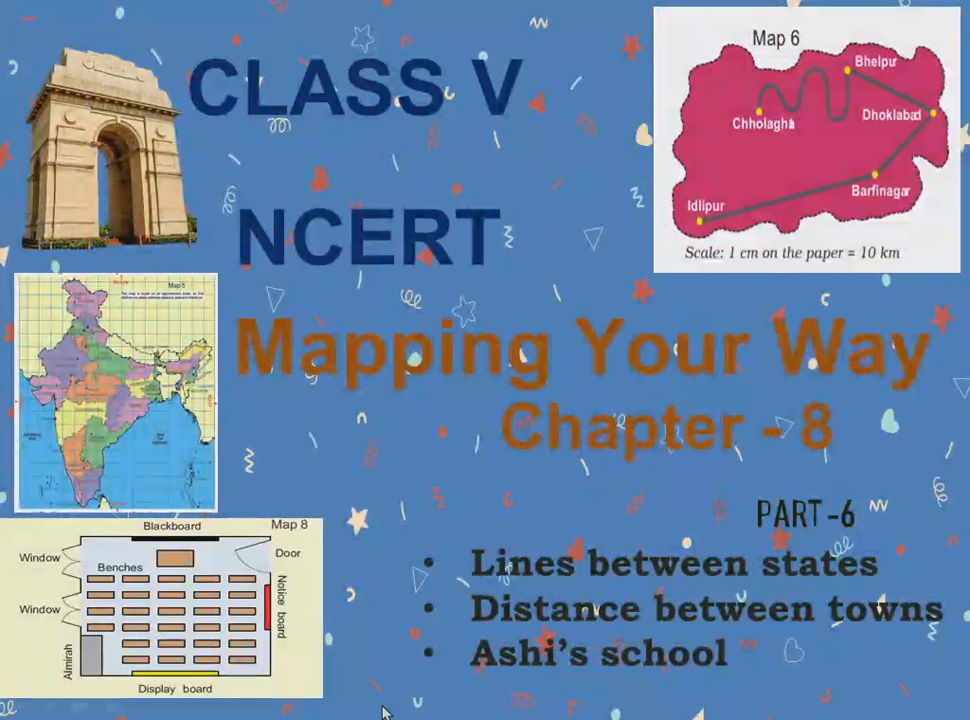 CLASS V
NCERT
Mapping Your Way
Chapter - 8
PART -6
• Lines between states
• Distance between towns
• Ashi's school
Map 6
Bhelpur
Chholagha
Dhoklabad
Barfinagar
Idlipur
Scale: 1 cm on the paper = 10 km
Map 5
Blackboard
Map 8
Window
Door
Benches
Window
Notice board
Almirah
Display board